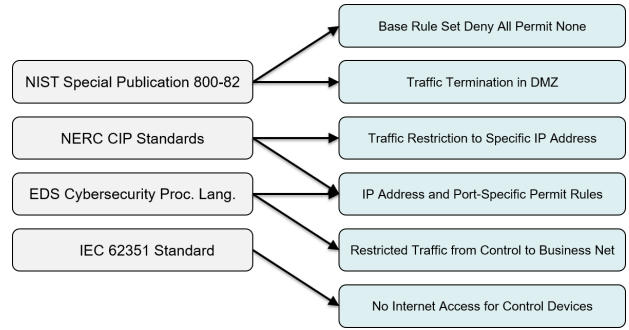 Base Rule Set Deny All Permit None
NIST Special Publication 800-82
Traffic Termination in DMZ
NERC CIP Standards
Traffic Restriction to Specific IP Address
EDS Cybersecurity Proc. Lang.
IP Address and Port-Specific Permit Rules
IEC 62351 Standard
Restricted Traffic from Control to Business Net
No Internet Access for Control Devices